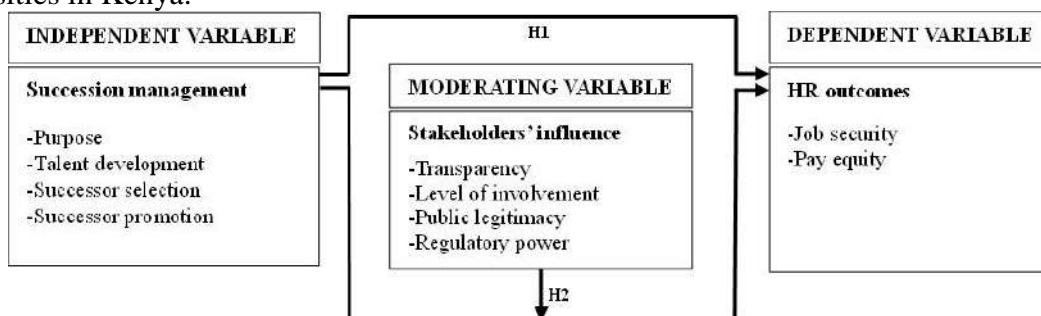 sities in Kenya.
INDEPENDENT VARIABLE
Succession management
-Purpose
-Talent development
-Successor selection
-Successor promotion
H1
MODERATING VARIABLE
Stakeholders' influence
-Transparency
-Level of involvement
-Public legitimacy
-Regulatory power
H2
DEPENDENT VARIABLE
HR outcomes
-Job security
-Pay equity